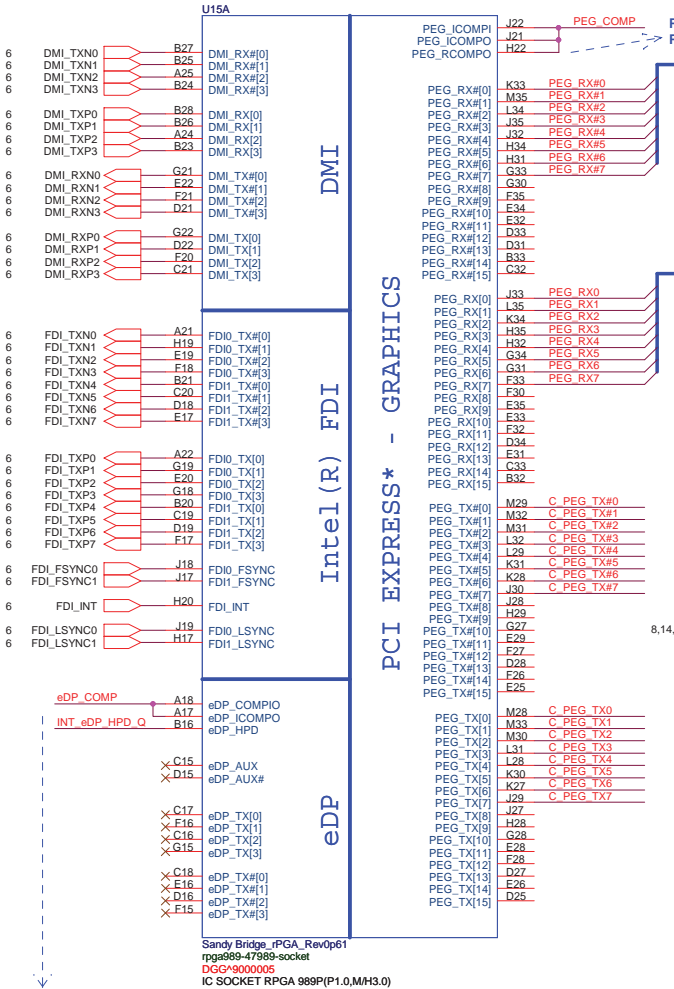 U15A
6 DMI_TXN0 B27 DMI_RX#[0]
6 DMI_TXN1 B25 DMI_RX#[1]
6 DMI_TXN2 A25 DMI_RX#[2]
6 DMI_TXN3 B24 DMI_RX#[3]
6 DMI_TXP0 B28 DMI_RX[0]
6 DMI_TXP1 B26 DMI_RX[1]
6 DMI_TXP2 A24 DMI_RX[2]
6 DMI_TXP3 B23 DMI_RX[3]
6 DMI_RXN0 G21 DMI_TX#[0]
6 DMI_RXN1 E22 DMI_TX#[1]
6 DMI_RXN2 F21 DMI_TX#[2]
6 DMI_RXN3 D21 DMI_TX#[3]
6 DMI_RXP0 G22 DMI_TX[0]
6 DMI_RXP1 D22 DMI_TX[1]
6 DMI_RXP2 F20 DMI_TX[2]
6 DMI_RXP3 C21 DMI_TX[3]
DMI
6 FDI_TXN0 A21 FDI0_TX#[0]
6 FDI_TXN1 H19 FDI0_TX#[1]
6 FDI_TXN2 E19 FDI0_TX#[2]
6 FDI_TXN3 F18 FDI0_TX#[3]
6 FDI_TXN4 B21 FDI1_TX#[0]
6 FDI_TXN5 C20 FDI1_TX#[1]
6 FDI_TXN6 D18 FDI1_TX#[2]
6 FDI_TXN7 E17 FDI1_TX#[3]
6 FDI_TXP0 A22 FDI0_TX[0]
6 FDI_TXP1 G19 FDI0_TX[1]
6 FDI_TXP2 E20 FDI0_TX[2]
6 FDI_TXP3 G18 FDI0_TX[3]
6 FDI_TXP4 B20 FDI1_TX[0]
6 FDI_TXP5 C19 FDI1_TX[1]
6 FDI_TXP6 D19 FDI1_TX[2]
6 FDI_TXP7 F17 FDI1_TX[3]
6 FDI_FSYNC0 J18 FDI0_FSYNC
6 FDI_FSYNC1 J17 FDI1_FSYNC
6 FDI_INT H20 FDI_INT
6 FDI_LSYNC0 J19 FDI0_LSYNC
6 FDI_LSYNC1 H17 FDI1_LSYNC
Intel(R) FDI
eDP_COMP A18 eDP_COMPIO
A17 eDP_ICOMPO
INT_eDP_HPD_Q B16 eDP_HPD
C15 eDP_AUX
D15 eDP_AUX#
C17 eDP_TX[0]
F16 eDP_TX[1]
C16 eDP_TX[2]
G15 eDP_TX[3]
C18 eDP_TX#[0]
E16 eDP_TX#[1]
D16 eDP_TX#[2]
F15 eDP_TX#[3]
eDP
PCI EXPRESS* - GRAPHICS
PEG_ICOMPI J22 PEG_COMP
PEG_ICOMPO J21
PEG_RCOMPO H22
PEG_RX#[0] K33 PEG_RX#0
PEG_RX#[1] M35 PEG_RX#1
PEG_RX#[2] L34 PEG_RX#2
PEG_RX#[3] J35 PEG_RX#3
PEG_RX#[4] J32 PEG_RX#4
PEG_RX#[5] H34 PEG_RX#5
PEG_RX#[6] H31 PEG_RX#6
PEG_RX#[7] G33 PEG_RX#7
PEG_RX#[8] G30
PEG_RX#[9] F35
PEG_RX#[10] E34
PEG_RX#[11] E32
PEG_RX#[12] D33
PEG_RX#[13] D31
PEG_RX#[14] B33
PEG_RX#[15] C32
PEG_RX[0] J33 PEG_RX0
PEG_RX[1] L35 PEG_RX1
PEG_RX[2] K34 PEG_RX2
PEG_RX[3] H35 PEG_RX3
PEG_RX[4] H32 PEG_RX4
PEG_RX[5] G34 PEG_RX5
PEG_RX[6] G31 PEG_RX6
PEG_RX[7] F33 PEG_RX7
PEG_RX[8] F30
PEG_RX[9] E35
PEG_RX[10] E33
PEG_RX[11] F32
PEG_RX[12] D34
PEG_RX[13] E31
PEG_RX[14] C33
PEG_RX[15] B32
PEG_TX#[0] M29 C_PEG_TX#0
PEG_TX#[1] M32 C_PEG_TX#1
PEG_TX#[2] M31 C_PEG_TX#2
PEG_TX#[3] L32 C_PEG_TX#3
PEG_TX#[4] L29 C_PEG_TX#4
PEG_TX#[5] K31 C_PEG_TX#5
PEG_TX#[6] K28 C_PEG_TX#6
PEG_TX#[7] J30 C_PEG_TX#7
PEG_TX#[8] J28
PEG_TX#[9] H29
PEG_TX#[10] G27
PEG_TX#[11] E29
PEG_TX#[12] F27
PEG_TX#[13] D28
PEG_TX#[14] F26
PEG_TX#[15] E25
8,14,
PEG_TX[0] M28 C_PEG_TX0
PEG_TX[1] M33 C_PEG_TX1
PEG_TX[2] M30 C_PEG_TX2
PEG_TX[3] L31 C_PEG_TX3
PEG_TX[4] L28 C_PEG_TX4
PEG_TX[5] K30 C_PEG_TX5
PEG_TX[6] K27 C_PEG_TX6
PEG_TX[7] J29 C_PEG_TX7
PEG_TX[8] J27
PEG_TX[9] H28
PEG_TX[10] G28
PEG_TX[11] E28
PEG_TX[12] F28
PEG_TX[13] D27
PEG_TX[14] E26
PEG_TX[15] D25
Sandy Bridge_rPGA_Rev0p61
rpga989-47989-socket
DGG^9000005
IC SOCKET RPGA 989P(P1.0,M/H3.0)